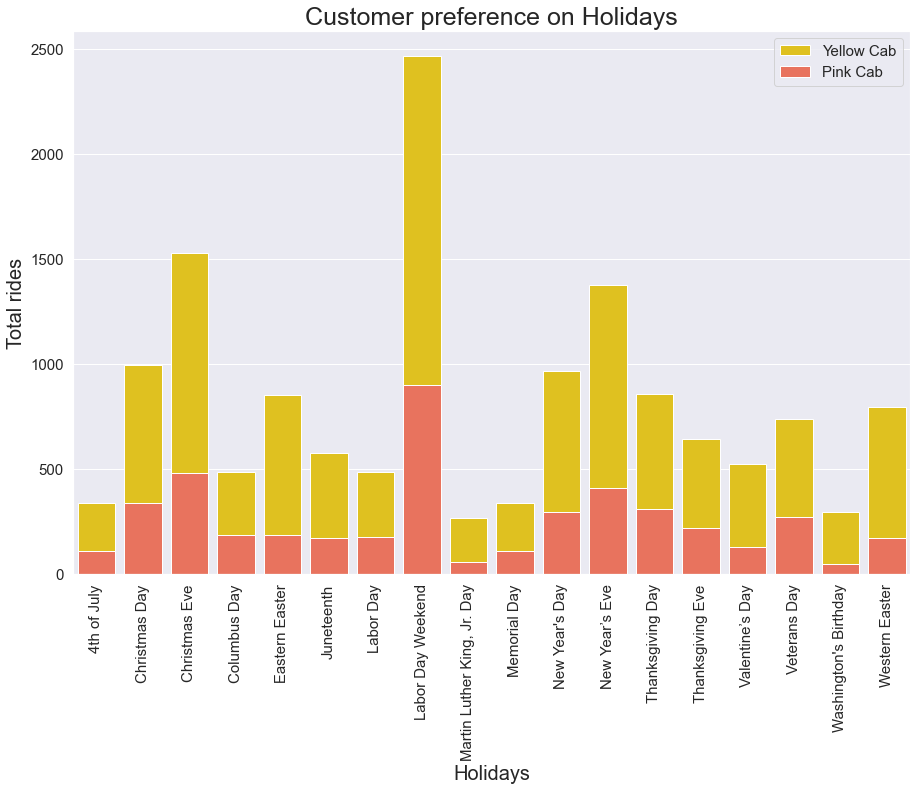 Customer preference on Holidays
Yellow Cab
Pink Cab
2500
2000
1500
1000
500
0
Total rides
4th of July
Christmas Day
Christmas Eve
Columbus Day
Eastern Easter
Juneteenth
Labor Day
Labor Day Weekend
Martin Luther King, Jr. Day
Memorial Day
New Year's Day
New Year’s Eve
Thanksgiving Day
Thanksgiving Eve
Valentine’s Day
Veterans Day
Washington's Birthday
Western Easter
Holidays